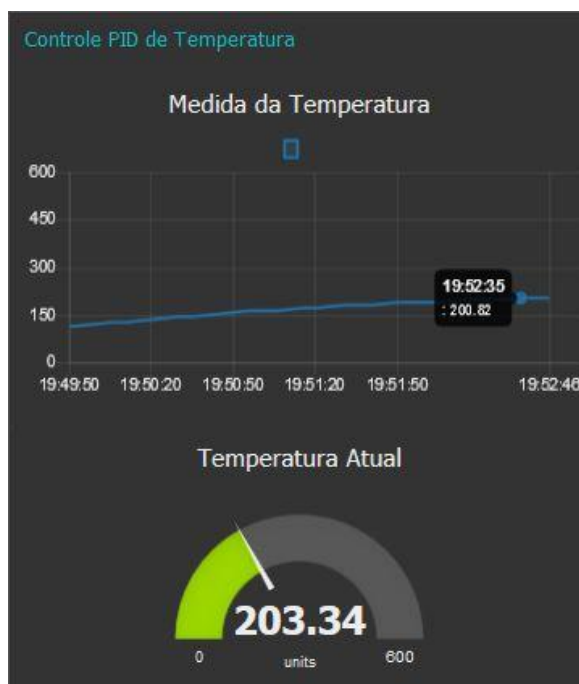 Controle PID de Temperatura
Medida da Temperatura
600
450
300
150
0
19:52:35
: 200.82
19:49:50 19:50:20 19:50:50 19:51:20 19:51:50 19:52:46
Temperatura Atual
203.34
0 units 600